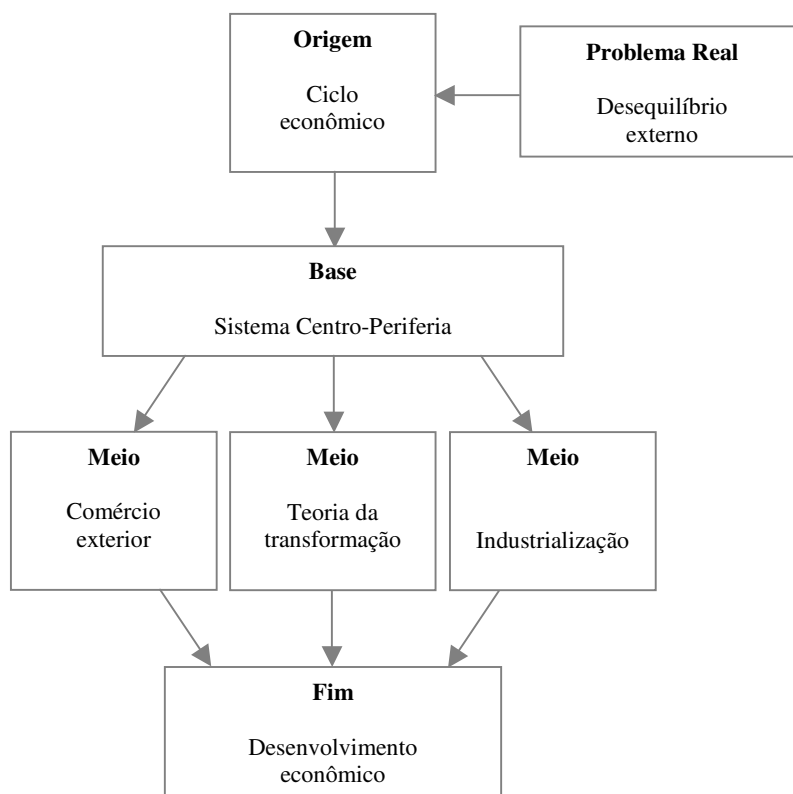 Origem
Ciclo
econômico
Problema Real
Desequilíbrio
externo
Base
Sistema Centro-Periferia
Meio
Comércio
exterior
Meio
Teoria da
transformação
Meio
Industrialização
Fim
Desenvolvimento
econômico